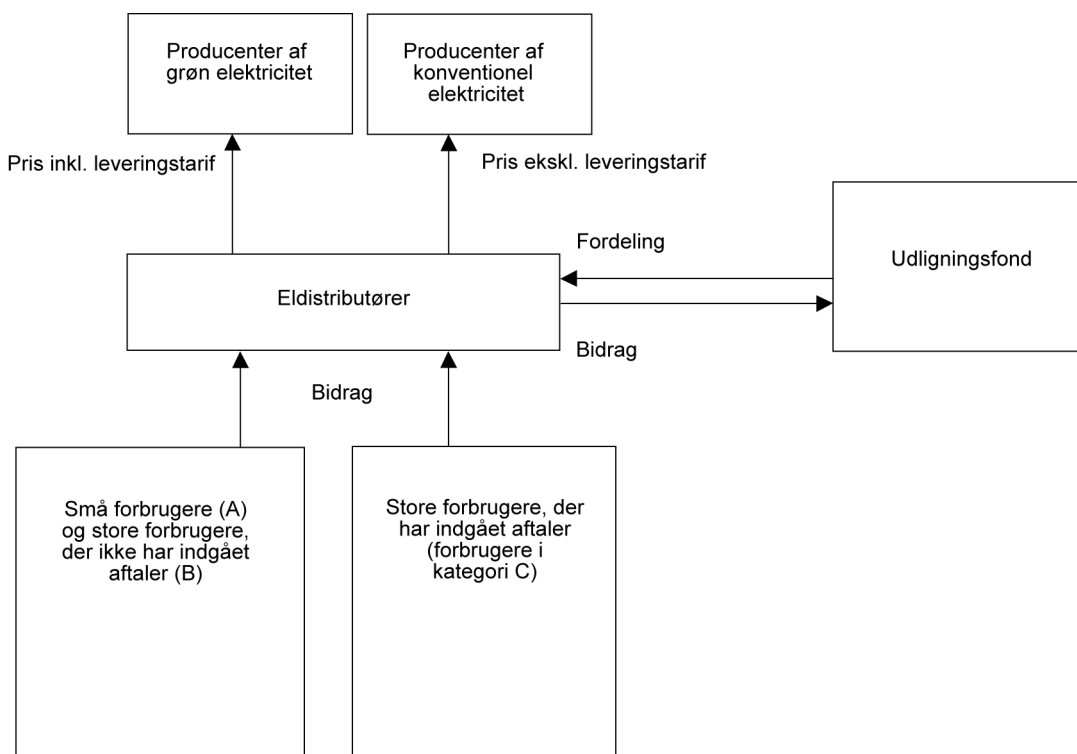 Producenter af
grøn elektricitet
Producenter af
konventionel
elektricitet
Pris inkl. leveringstarif
Pris ekskl. leveringstarif
Fordeling
Udligningsfond
Eldistributører
Bidrag
Bidrag
Små forbrugere (A)
og store forbrugere,
der ikke har indgået
aftaler (B)
Store forbrugere, der
har indgået aftaler
(forbrugere i
kategori C)